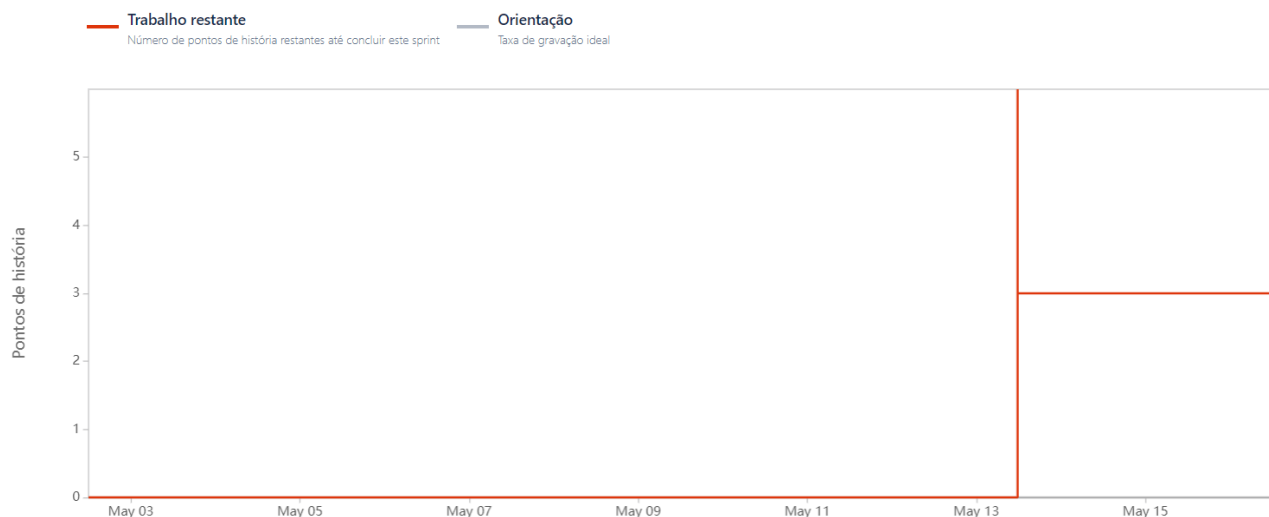 Trabalho restante
Número de pontos de história restantes até concluir este sprint
Orientação
Taxa de gravação ideal
Pontos de história
5
4
3
2
1
0
May 03 May 05 May 07 May 09 May 11 May 13 May 15